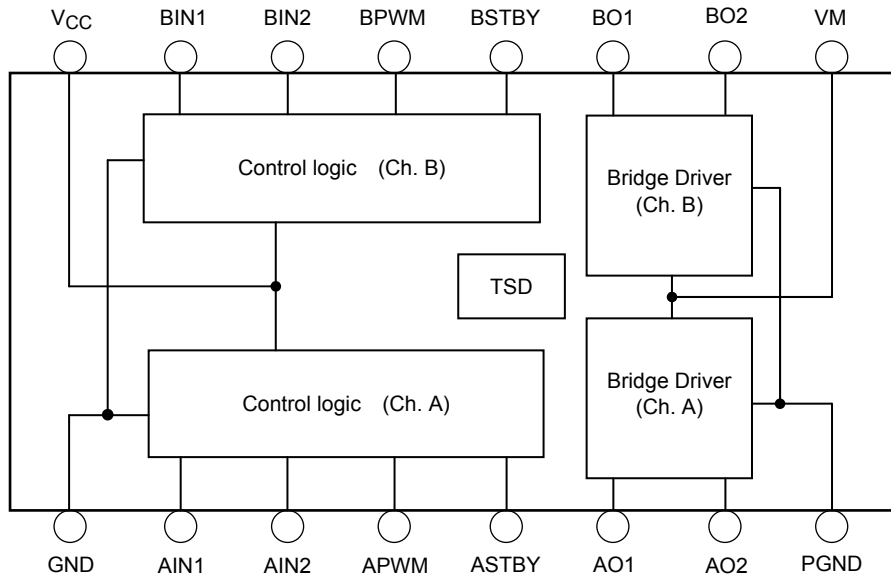 VCC BIN1 BIN2 BPWM BSTBY BO1 BO2 VM
Control logic (Ch. B)
Bridge Driver
(Ch. B)
TSD
Control logic (Ch. A)
Bridge Driver
(Ch. A)
GND AIN1 AIN2 APWM ASTBY AO1 AO2 PGND